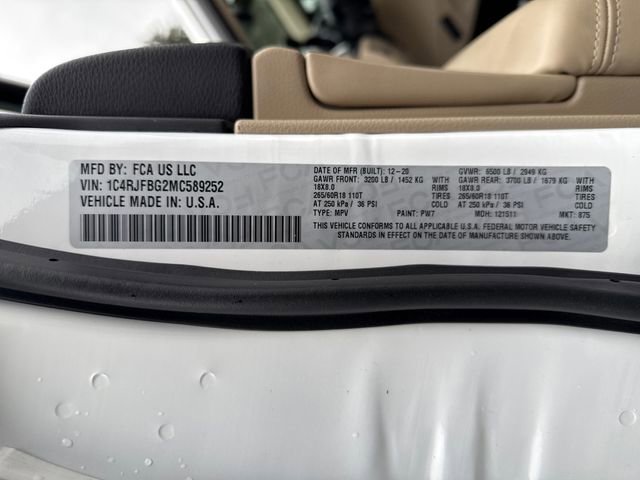 MFD BY: FCA US LLC
VIN: 1C4RJFBG2MC589252
VEHICLE MADE IN: U.S.A.
DATE OF MFR (BUILT): 12-20 GVWR: 6500 LB / 2949 KG
GAWR FRONT: 3200 LB / 1452 KG WITH GAWR REAR: 3700 LB / 1679 KG WITH
18X8.0 RIMS 18X8.0 RIMS
265/60R18 110T TIRES 265/60R18 110T TIRES
AT 250 kPa / 36 PSI COLD AT 250 kPa / 36 PSI COLD
TYPE: MPV PAINT: PW7 MDH: 121511 MKT: 875
THIS VEHICLE CONFORMS TO ALL APPLICABLE U.S.A. FEDERAL MOTOR VEHICLE SAFETY
STANDARDS IN EFFECT ON THE DATE OF MANUFACTURE SHOWN ABOVE.